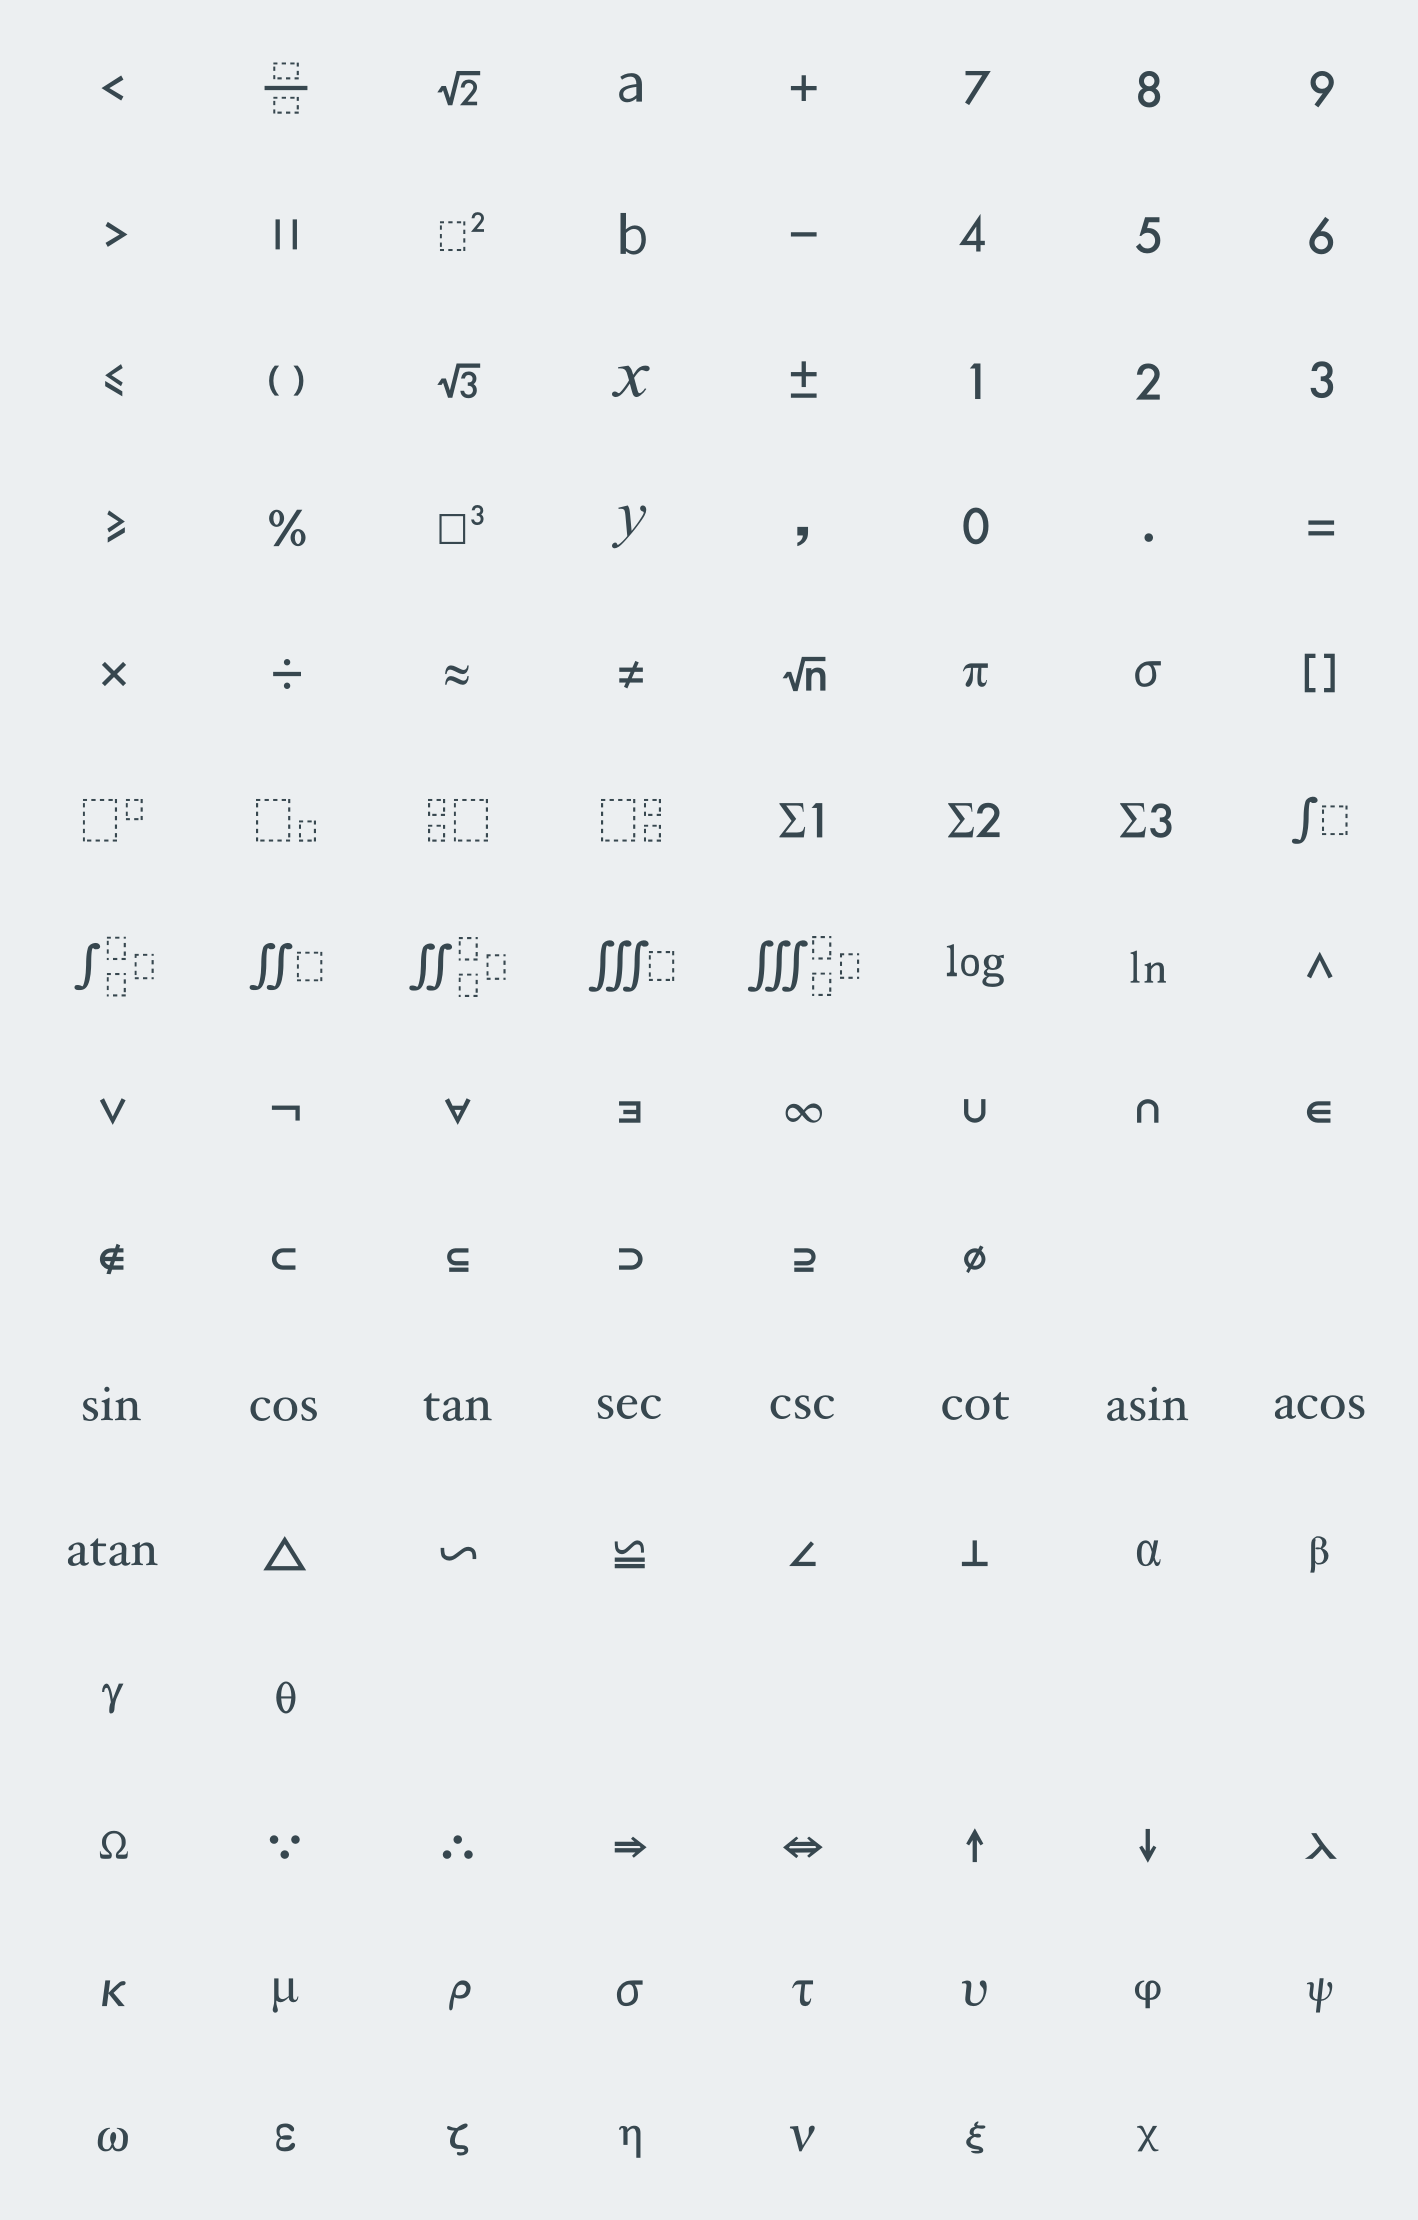 < ⬚/⬚ √2 a + 7 8 9
> | | ⬚² b − 4 5 6
⩽ ( ) √3 x ± 1 2 3
⩾ % □³ y , 0 . =
× ÷ ≈ ≠ √n π σ [ ]
⬚⬚ ⬚⬚ ⬚⬚⬚ ⬚⬚⬚ Σ1 Σ2 Σ3 ∫⬚
∫⬚⬚⬚ ∬⬚ ∬⬚⬚⬚ ∭⬚ ∭⬚⬚⬚ log ln ∧
∨ ¬ ∀ ∃ ∞ ∪ ∩ ∈
∉ ⊂ ⊆ ⊃ ⊇ ∅
sin cos tan sec csc cot asin acos
atan △ ∽ ≌ ∠ ⊥ α β
γ θ
Ω ∵ ∴ ⇒ ⇔ ↑ ↓ λ
κ μ ρ σ τ υ φ ψ
ω ε ζ η ν ξ χ